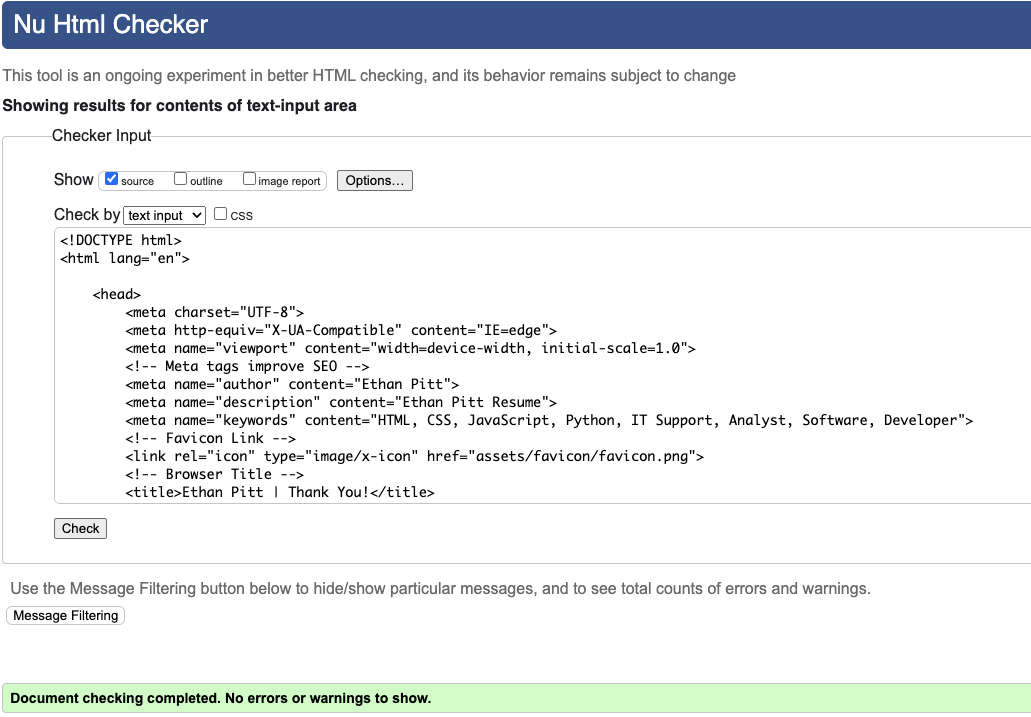 Nu Html Checker
This tool is an ongoing experiment in better HTML checking, and its behavior remains subject to change
Showing results for contents of text-input area
Checker Input
Show source outline image report Options...
Check by text input CSS
<!DOCTYPE html>
<html lang="en">
<head>
<meta charset="UTF-8">
<meta http-equiv="X-UA-Compatible" content="IE=edge">
<meta name="viewport" content="width=device-width, initial-scale=1.0">
<!-- Meta tags improve SEO -->
<meta name="author" content="Ethan Pitt">
<meta name="description" content="Ethan Pitt Resume">
<meta name="keywords" content="HTML, CSS, JavaScript, Python, IT Support, Analyst, Software, Developer">
<!-- Favicon Link -->
<link rel="icon" type="image/x-icon" href="assets/favicon/favicon.png">
<!-- Browser Title -->
<title>Ethan Pitt | Thank You!</title>
Check
Use the Message Filtering button below to hide/show particular messages, and to see total counts of errors and warnings.
Message Filtering
Document checking completed. No errors or warnings to show.